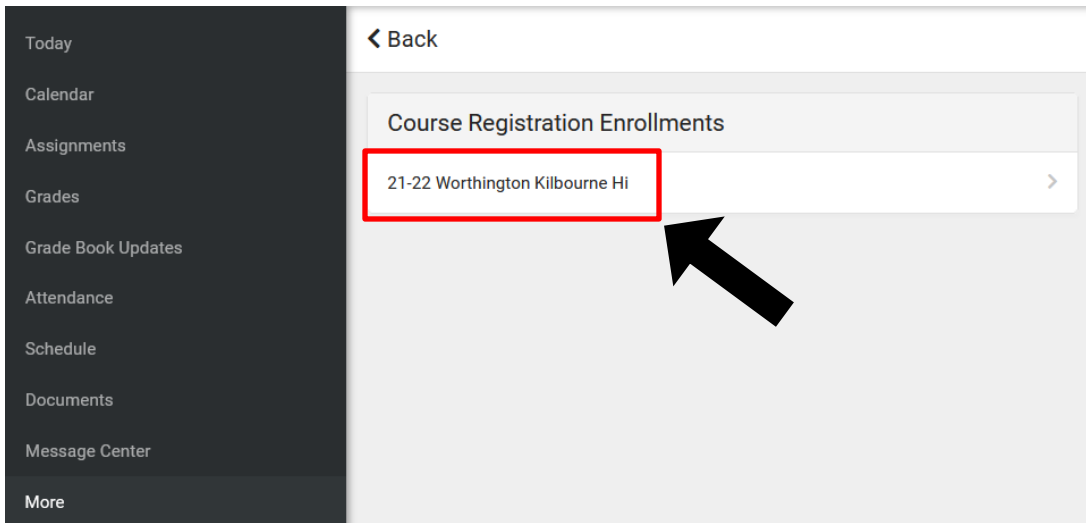 Today
Calendar
Assignments
Grades
Grade Book Updates
Attendance
Schedule
Documents
Message Center
More
Back
Course Registration Enrollments
21-22 Worthington Kilbourne Hi